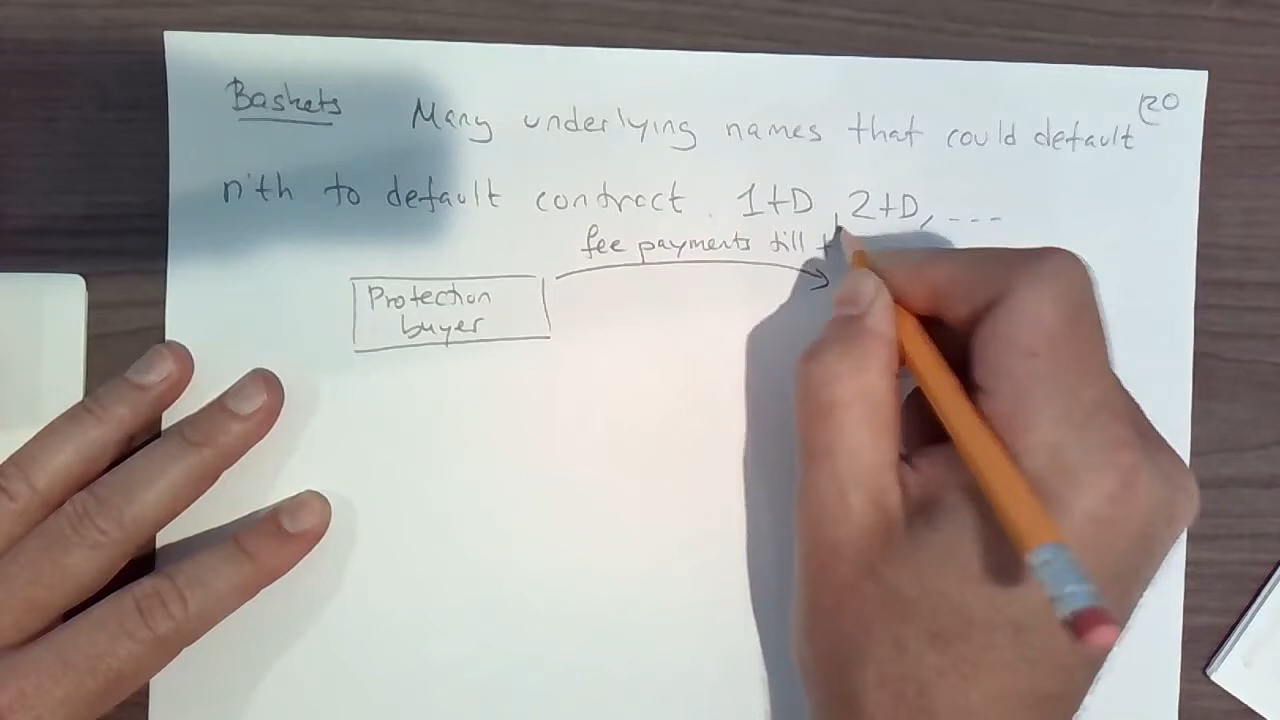 Baskets Many underlying names that could default
20
n'th to default contract. 1tD, 2tD, ---
fee payments till
Protection
buyer